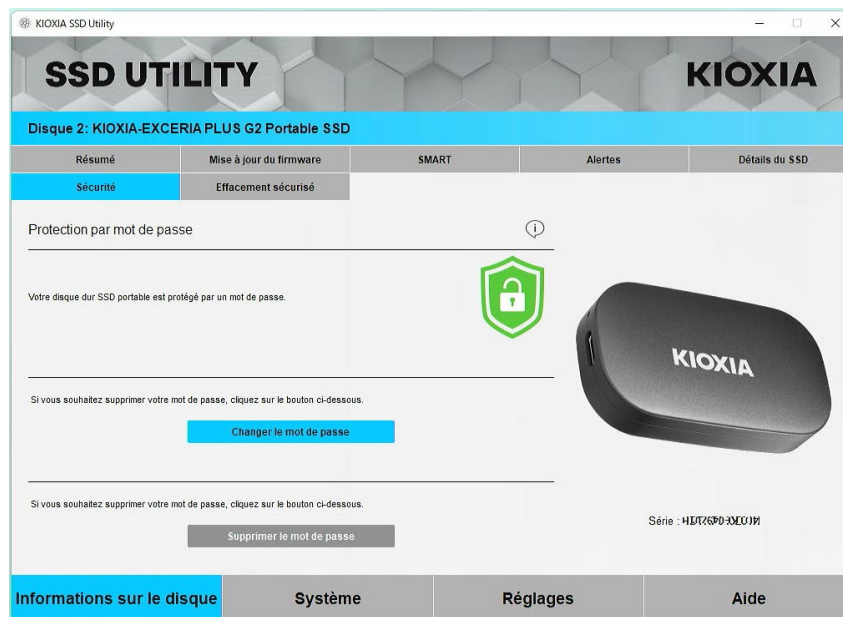 KIOXIA SSD Utility
SSD UTILITY
KIOXIA
Disque 2: KIOXIA-EXCERIA PLUS G2 Portable SSD
Résumé
Mise à jour du firmware
SMART
Alertes
Détails du SSD
Sécurité
Effacement sécurisé
Protection par mot de passe
Votre disque dur SSD portable est protégé par un mot de passe.
KIOXIA
Si vous souhaitez supprimer votre mot de passe, cliquez sur le bouton ci-dessous.
Changer le mot de passe
Si vous souhaitez supprimer votre mot de passe, cliquez sur le bouton ci-dessous.
Série :
Supprimer le mot de passe
Informations sur le disque
Système
Réglages
Aide